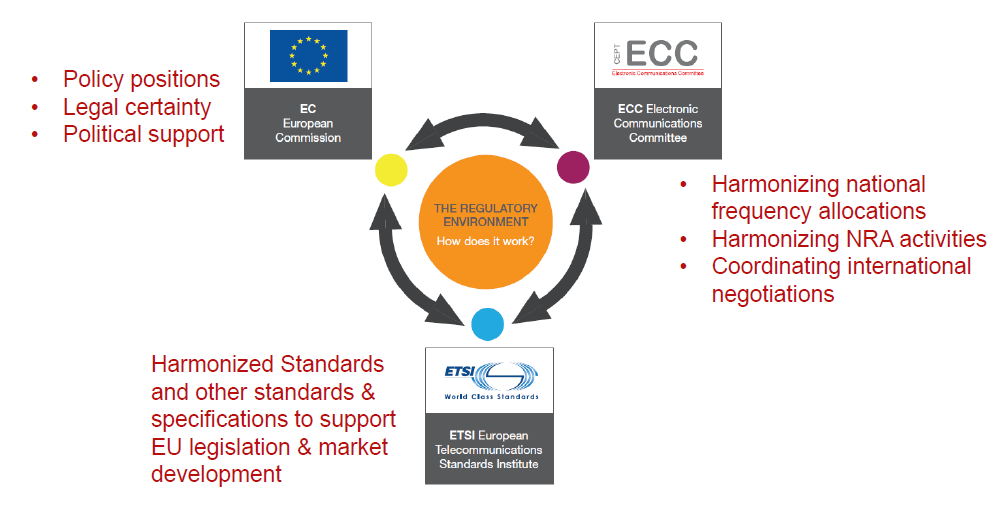 • Policy positions
• Legal certainty
• Political support
EC
European
Commission
CEPT
ECC
Electronic Communications Committee
ECC Electronic
Communications
Committee
THE REGULATORY
ENVIRONMENT
How does it work?
• Harmonizing national
frequency allocations
• Harmonizing NRA activities
• Coordinating international
negotiations
Harmonized Standards
and other standards &
specifications to support
EU legislation & market
development
ETSI
World Class Standards
ETSI European
Telecommunications
Standards Institute